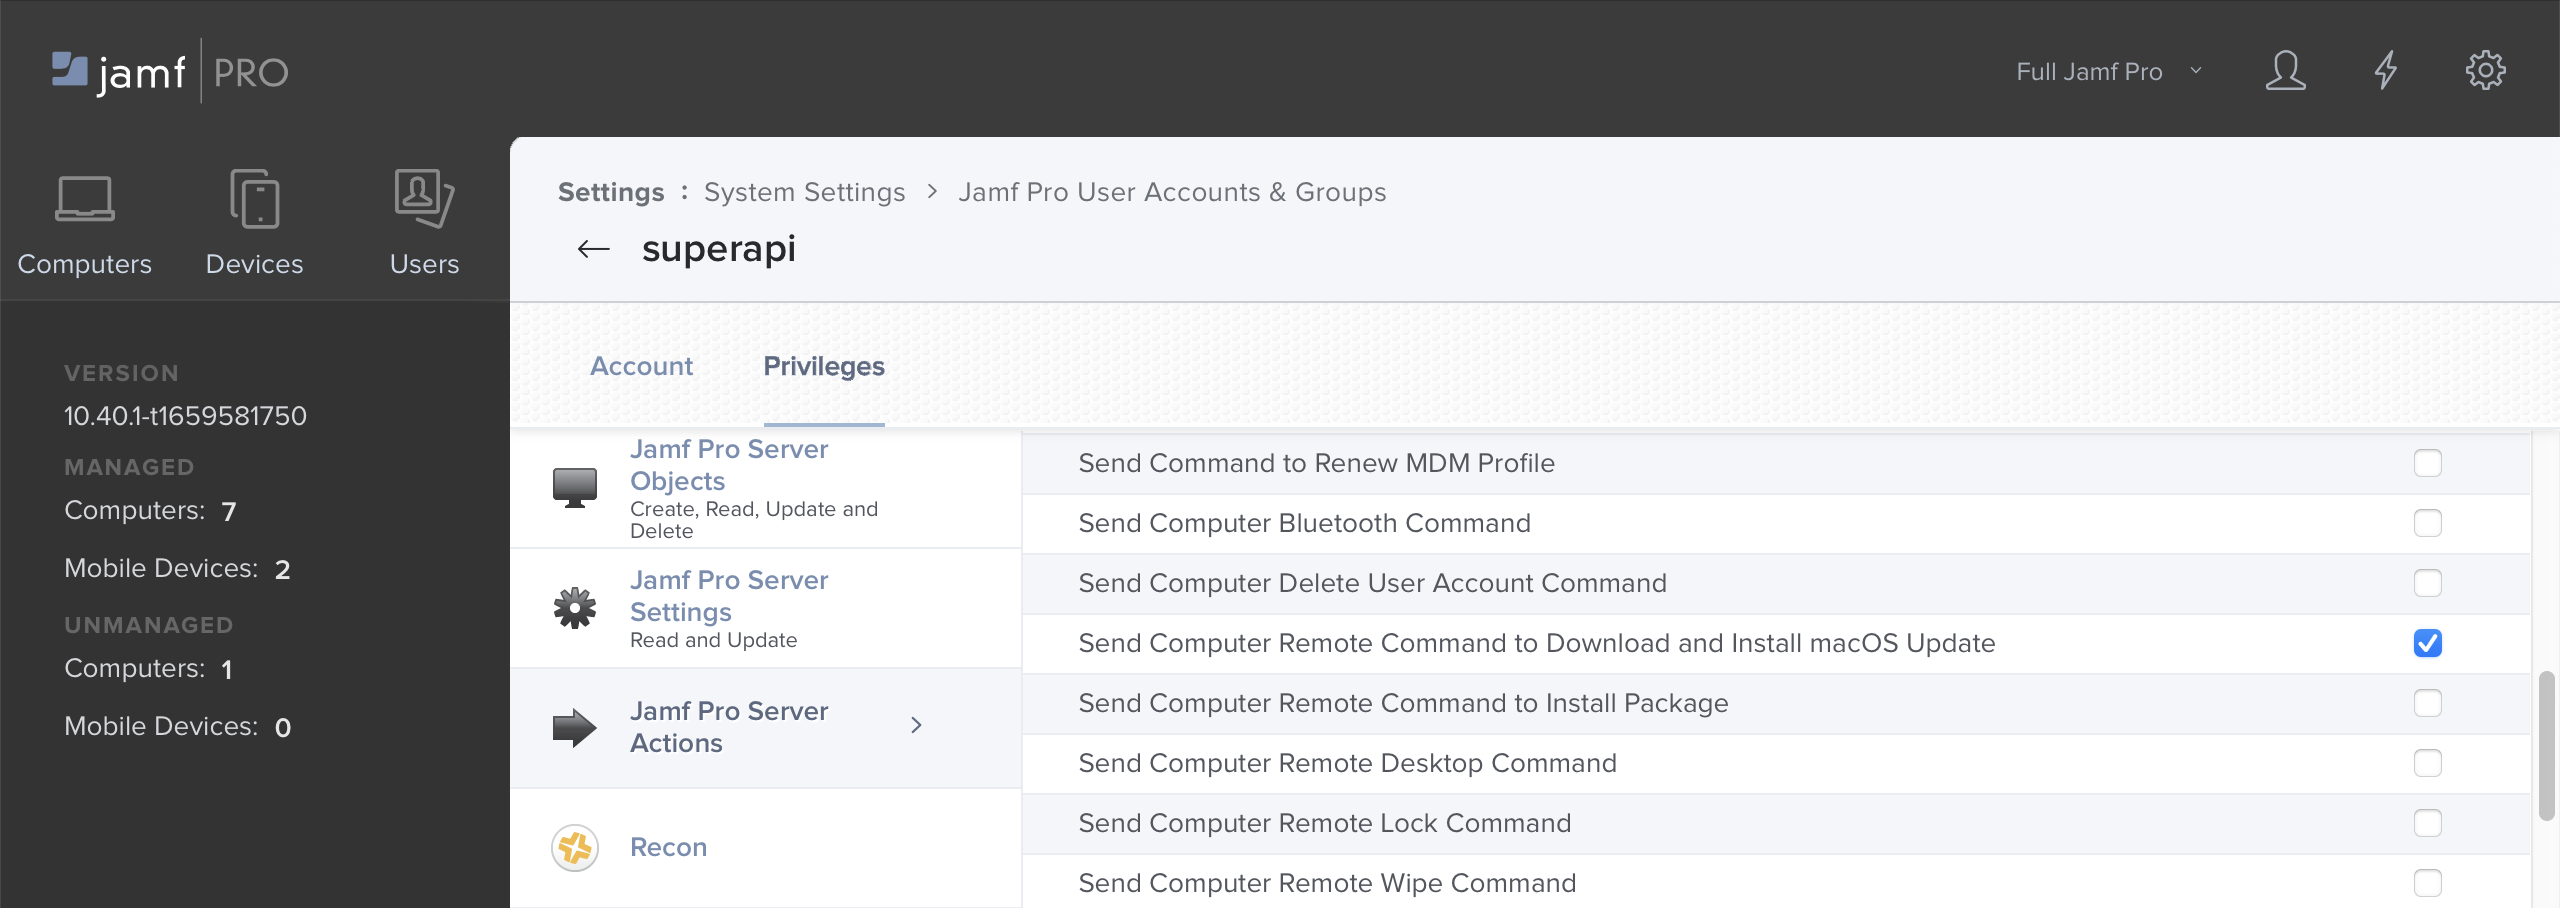 jamf PRO
Full Jamf Pro
Computers
Devices
Users
VERSION
10.40.1-t1659581750
MANAGED
Computers: 7
Mobile Devices: 2
UNMANAGED
Computers: 1
Mobile Devices: 0
Settings : System Settings > Jamf Pro User Accounts & Groups
← superapi
Account
Privileges
Jamf Pro Server
Objects
Create, Read, Update and
Delete
Jamf Pro Server
Settings
Read and Update
Jamf Pro Server
Actions
Recon
Send Command to Renew MDM Profile
Send Computer Bluetooth Command
Send Computer Delete User Account Command
Send Computer Remote Command to Download and Install macOS Update
Send Computer Remote Command to Install Package
Send Computer Remote Desktop Command
Send Computer Remote Lock Command
Send Computer Remote Wipe Command